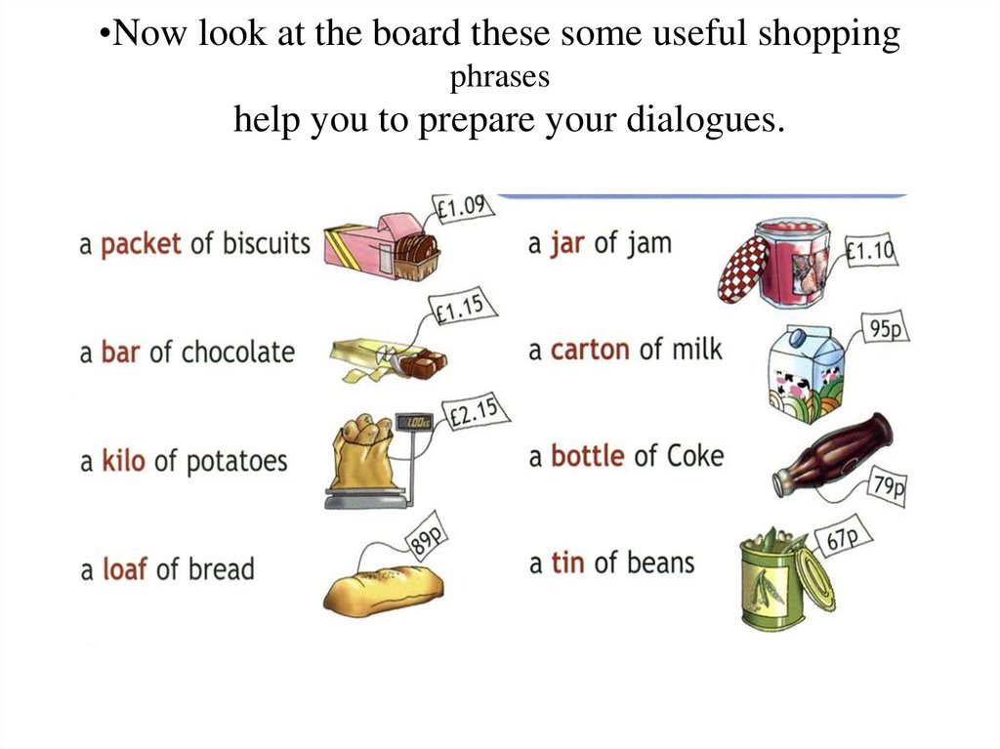 •Now look at the board these some useful shopping
phrases
help you to prepare your dialogues.
a packet of biscuits
£1.09
a bar of chocolate
£1.15
a kilo of potatoes
1.00KG
£2.15
a loaf of bread
89p
a jar of jam
£1.10
a carton of milk
95p
a bottle of Coke
79p
a tin of beans
67p